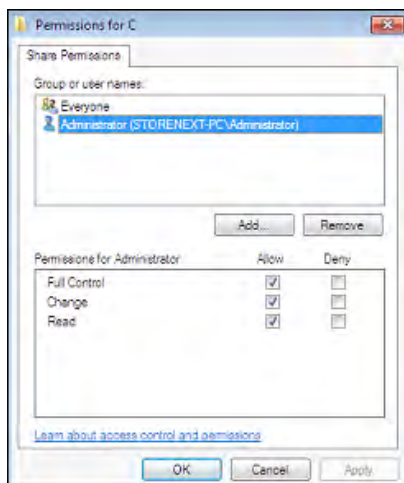 Permissions for C
Share Permissions
Group or user names:
Everyone
Administrator (STORENEXT-PC\Administrator)
Add... Remove
Permissions for Administrator Allow Deny
Full Control
Change
Read
Learn about access control and permissions
OK Cancel Apply